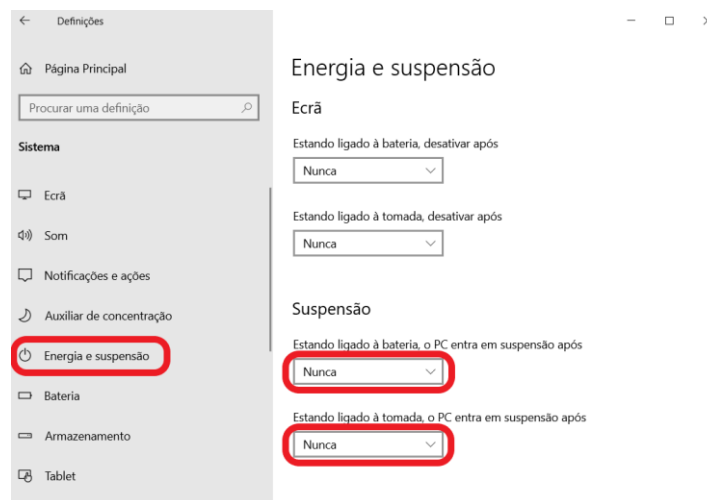 Definições
Página Principal
Procurar uma definição
Sistema
Ecrã
Som
Notificações e ações
Auxiliar de concentração
Energia e suspensão
Bateria
Armazenamento
Tablet
Energia e suspensão
Ecrã
Estando ligado à bateria, desativar após
Nunca
Estando ligado à tomada, desativar após
Nunca
Suspensão
Estando ligado à bateria, o PC entra em suspensão após
Nunca
Estando ligado à tomada, o PC entra em suspensão após
Nunca